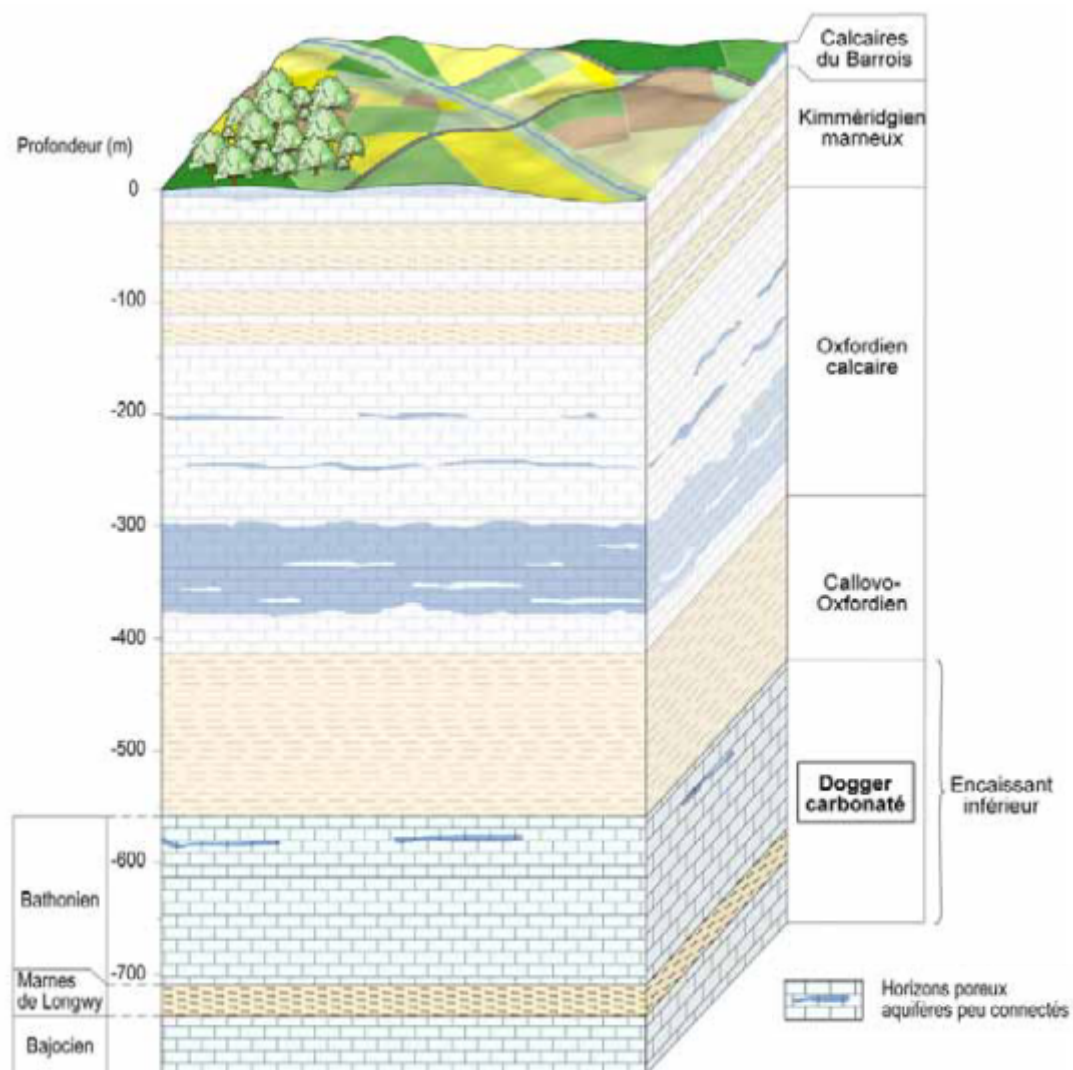 Calcaires
du Barrois
Kimméridgien
marneux
Profondeur (m)
0
-100
-200
-300
-400
-500
-600
-700
Oxfordien
calcaire
Callovo-
Oxfordien
Dogger
carbonaté
Encaissant
inférieur
Bathonien
Marnes
de Longwy
Bajocien
Horizons poreux
aquifères peu connectés